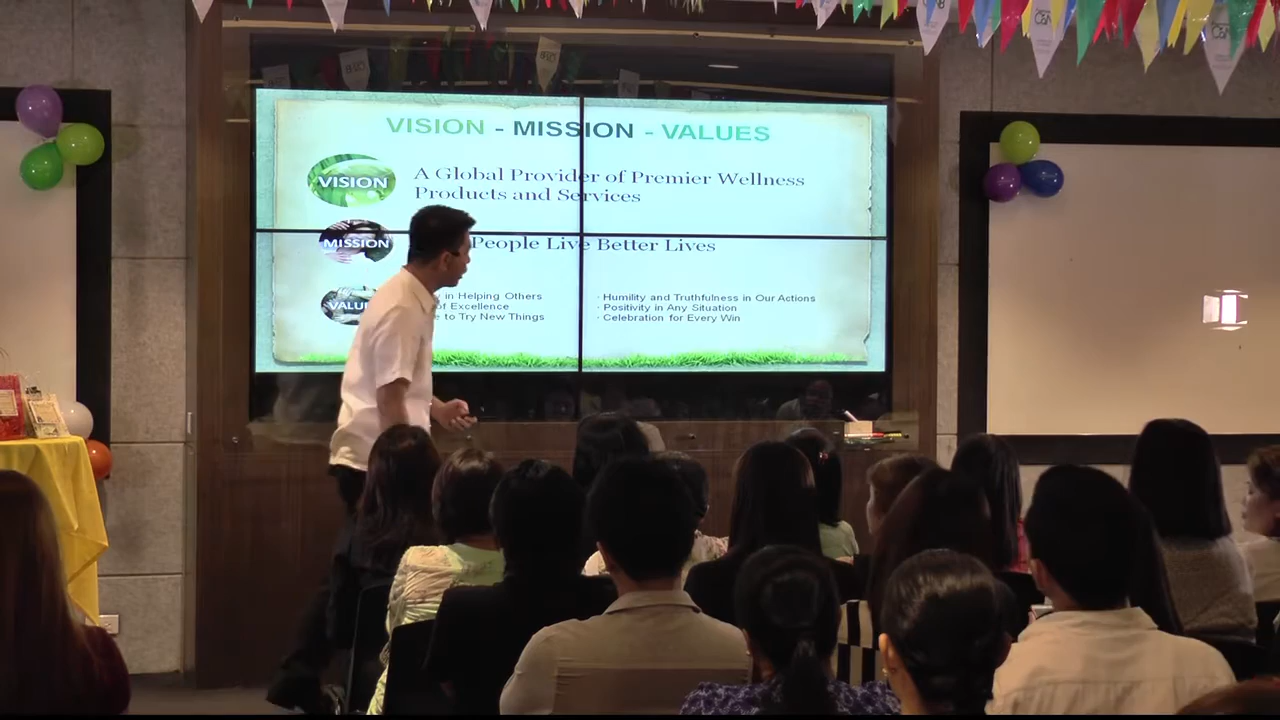 VISION - MISSION - VALUES
VISION
A Global Provider of Premier Wellness
Products and Services
MISSION
People Live Better Lives
in Helping Others
of Excellence
to Try New Things
· Humility and Truthfulness in Our Actions
· Positivity in Any Situation
· Celebration for Every Win